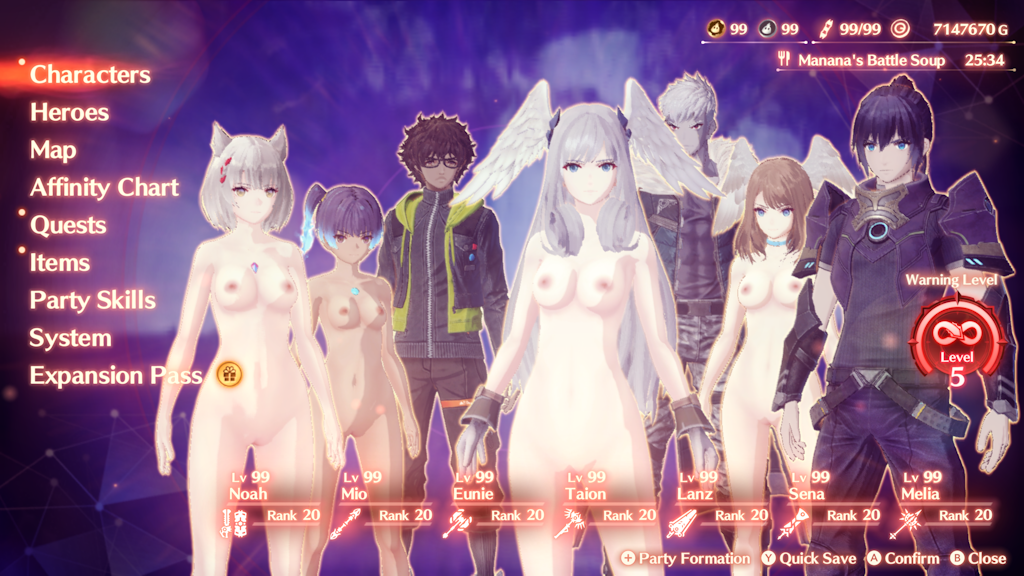 99 99 99/99 7147670 G
Manana's Battle Soup 25:34
Characters
Heroes
Map
Affinity Chart
Quests
Items
Party Skills
System
Expansion Pass
Warning Level
Level
5
Lv 99 Lv 99 Lv 99 Lv 99 Lv 99 Lv 99 Lv 99
Noah Mio Eunie Taion Lanz Sena Melia
Rank 20 Rank 20 Rank 20 Rank 20 Rank 20 Rank 20 Rank 20
+ Party Formation Y Quick Save A Confirm B Close